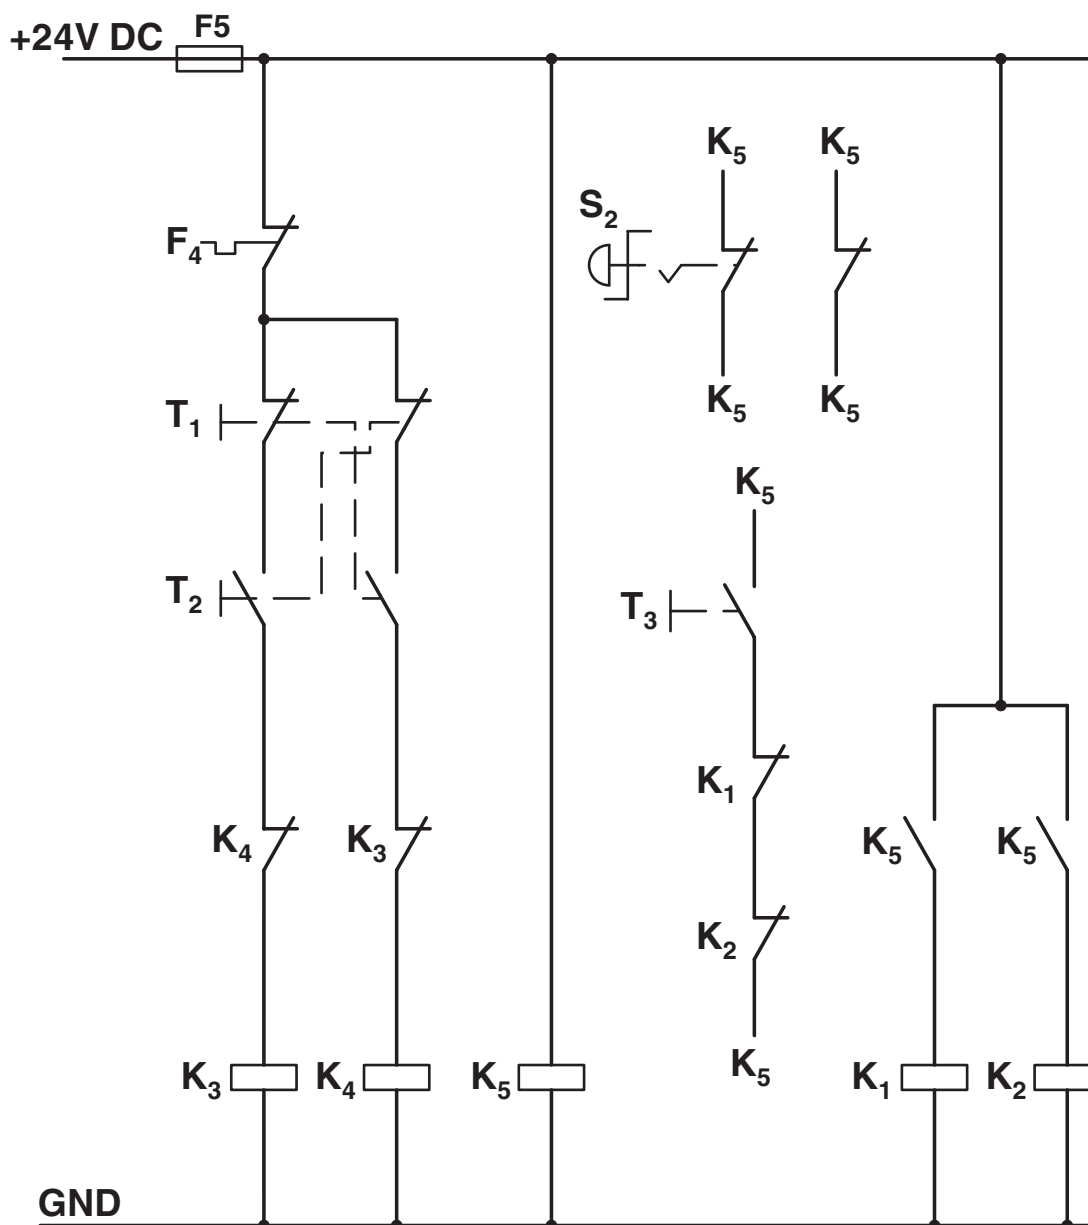 F5
+24V DC
K₅ K₅
S₂
F₄
K₅ K₅
T₁
K₅
T₂ T₃
K₁
K₄ K₃ K₅ K₅
K₂
K₅
K₃ K₄ K₅ K₁ K₂
GND